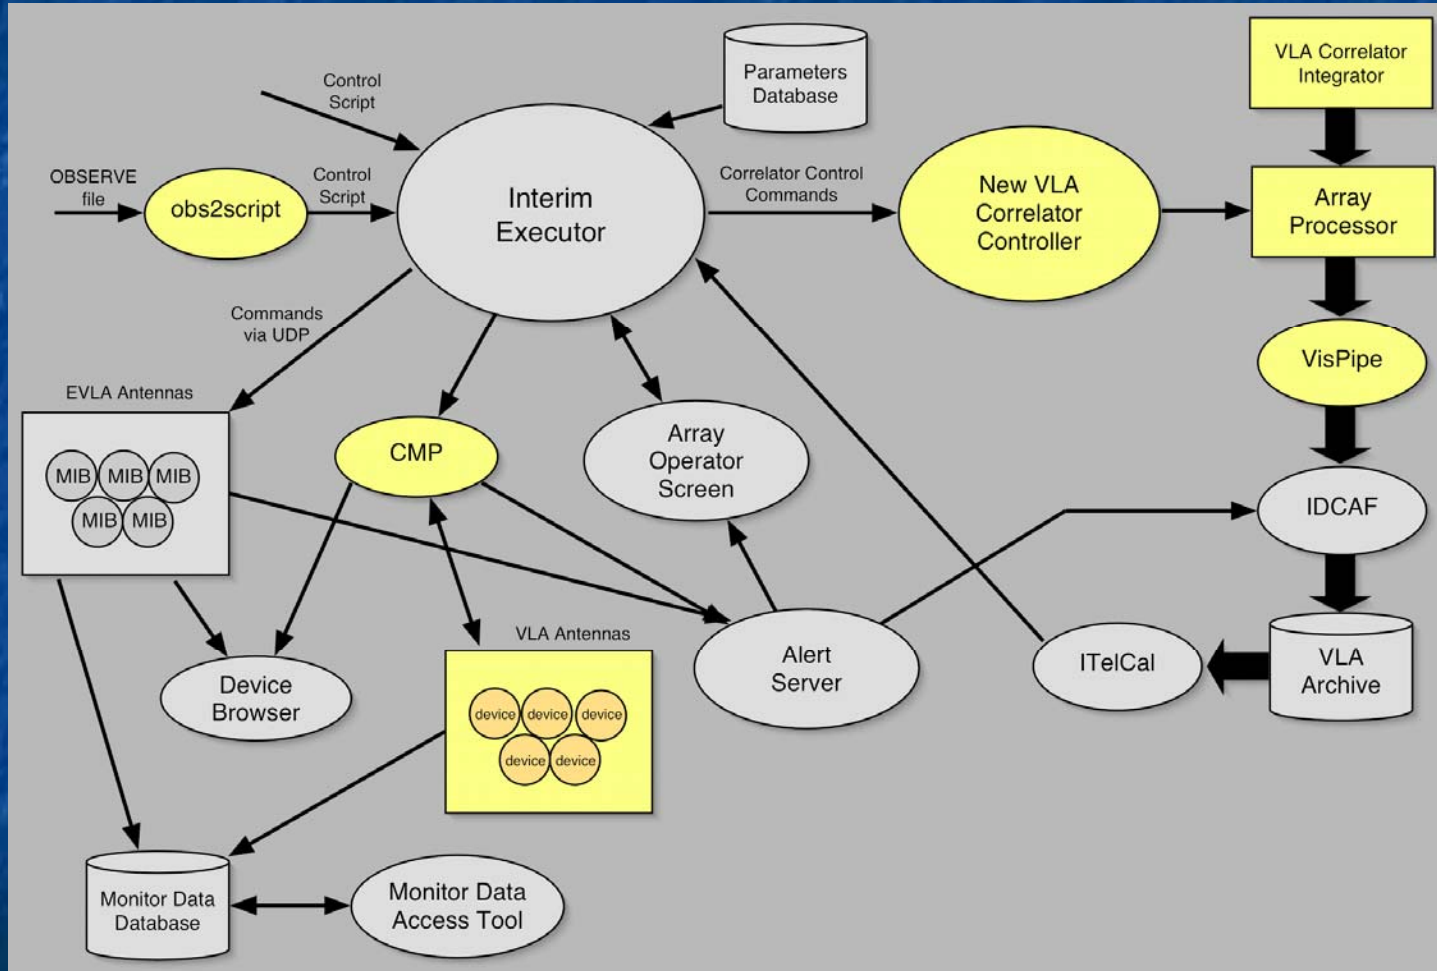 VLA Correlator
Integrator
Parameters
Database
Control
Script
OBSERVE
file
obs2script
Control
Script
Interim
Executor
Correlator Control
Commands
New VLA
Correlator
Controller
Array
Processor
Commands
via UDP
VisPipe
EVLA Antennas
MIB MIB MIB
MIB MIB
CMP
Array
Operator
Screen
IDCAF
VLA Antennas
device device device
device device
Device
Browser
Alert
Server
ITelCal
VLA
Archive
Monitor Data
Database
Monitor Data
Access Tool